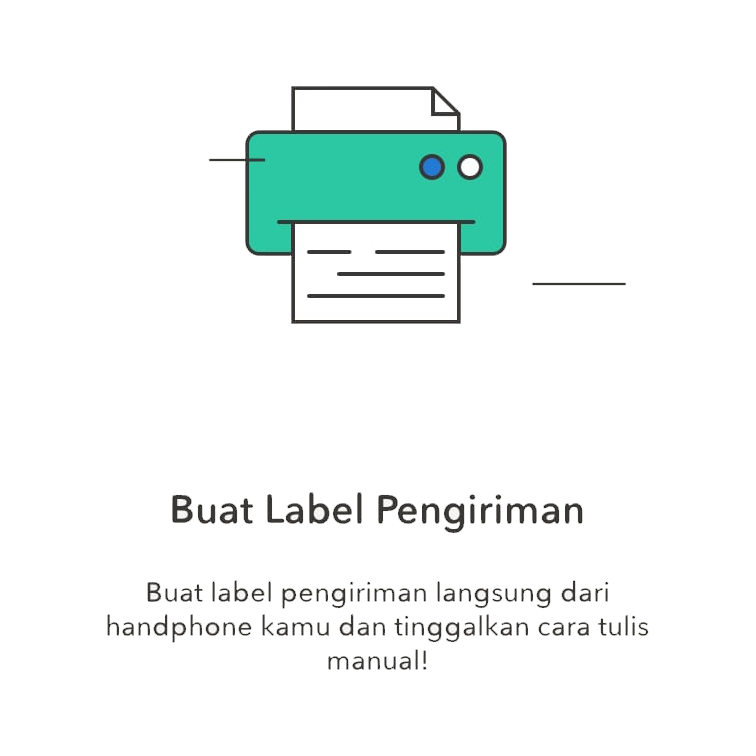 Buat Label Pengiriman
Buat label pengiriman langsung dari
handphone kamu dan tinggalkan cara tulis
manual!